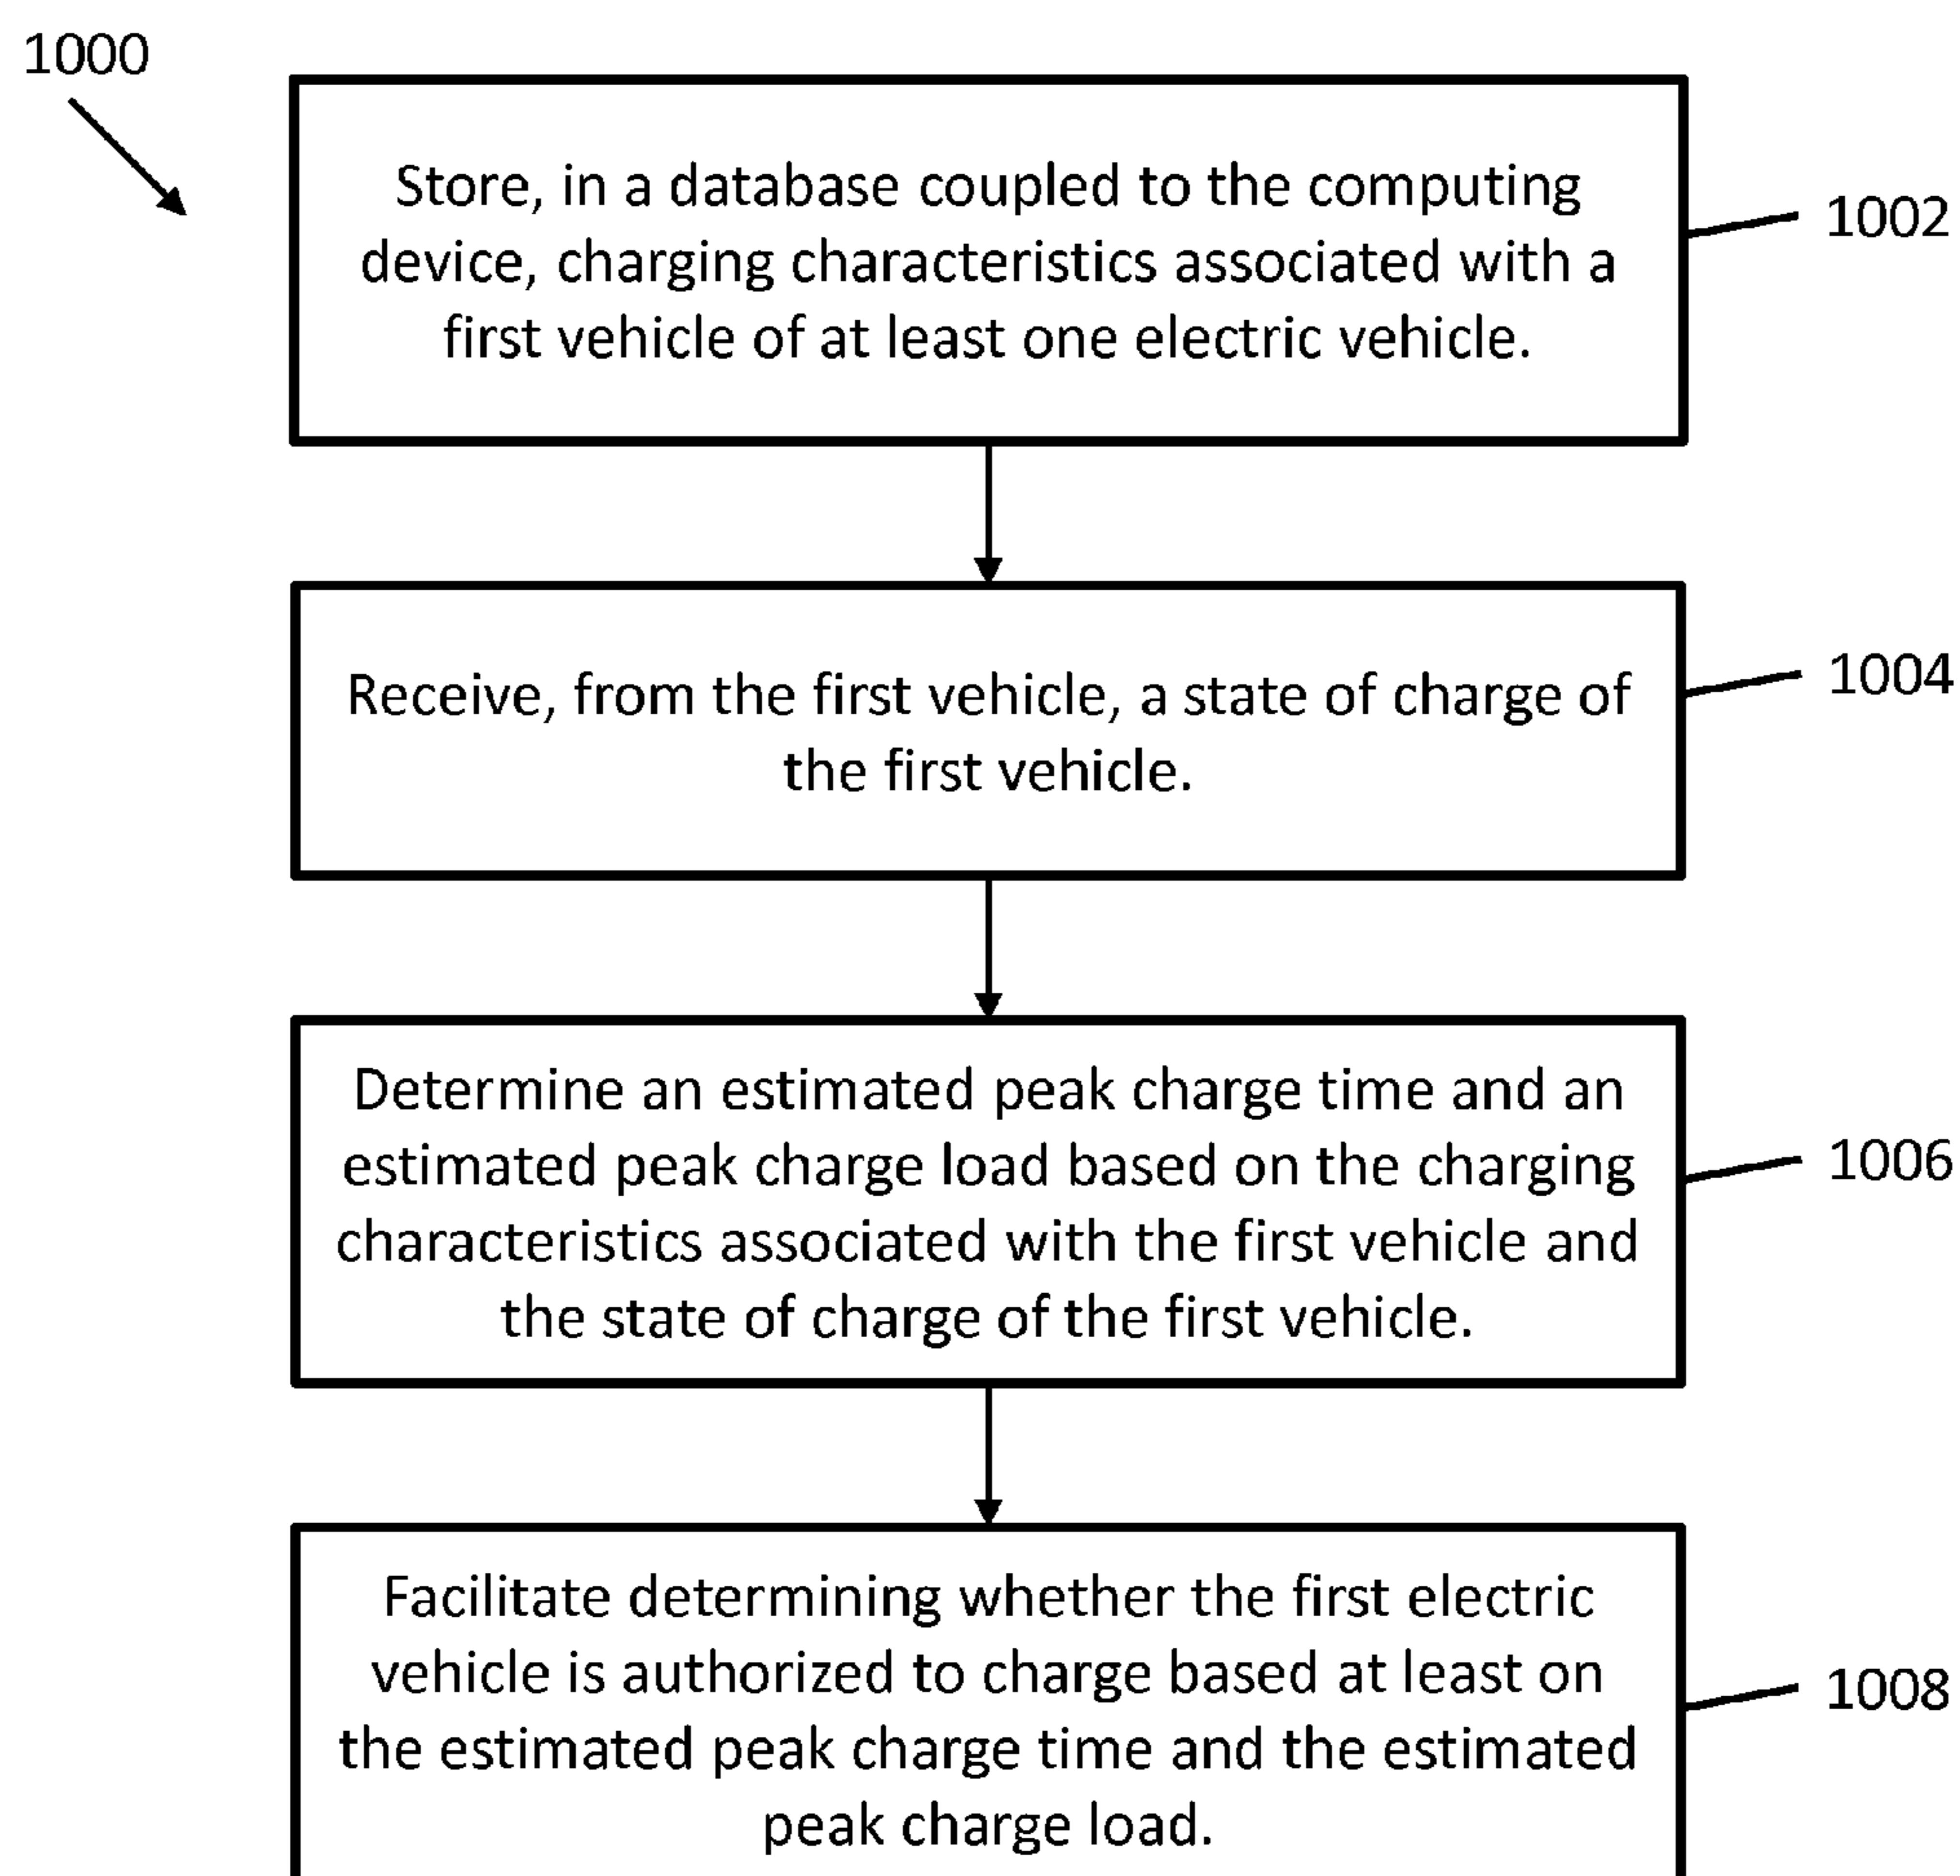 1000
Store, in a database coupled to the computing
device, charging characteristics associated with a
first vehicle of at least one electric vehicle.
1002
Receive, from the first vehicle, a state of charge of
the first vehicle.
1004
Determine an estimated peak charge time and an
estimated peak charge load based on the charging
characteristics associated with the first vehicle and
the state of charge of the first vehicle.
1006
Facilitate determining whether the first electric
vehicle is authorized to charge based at least on
the estimated peak charge time and the estimated
peak charge load.
1008